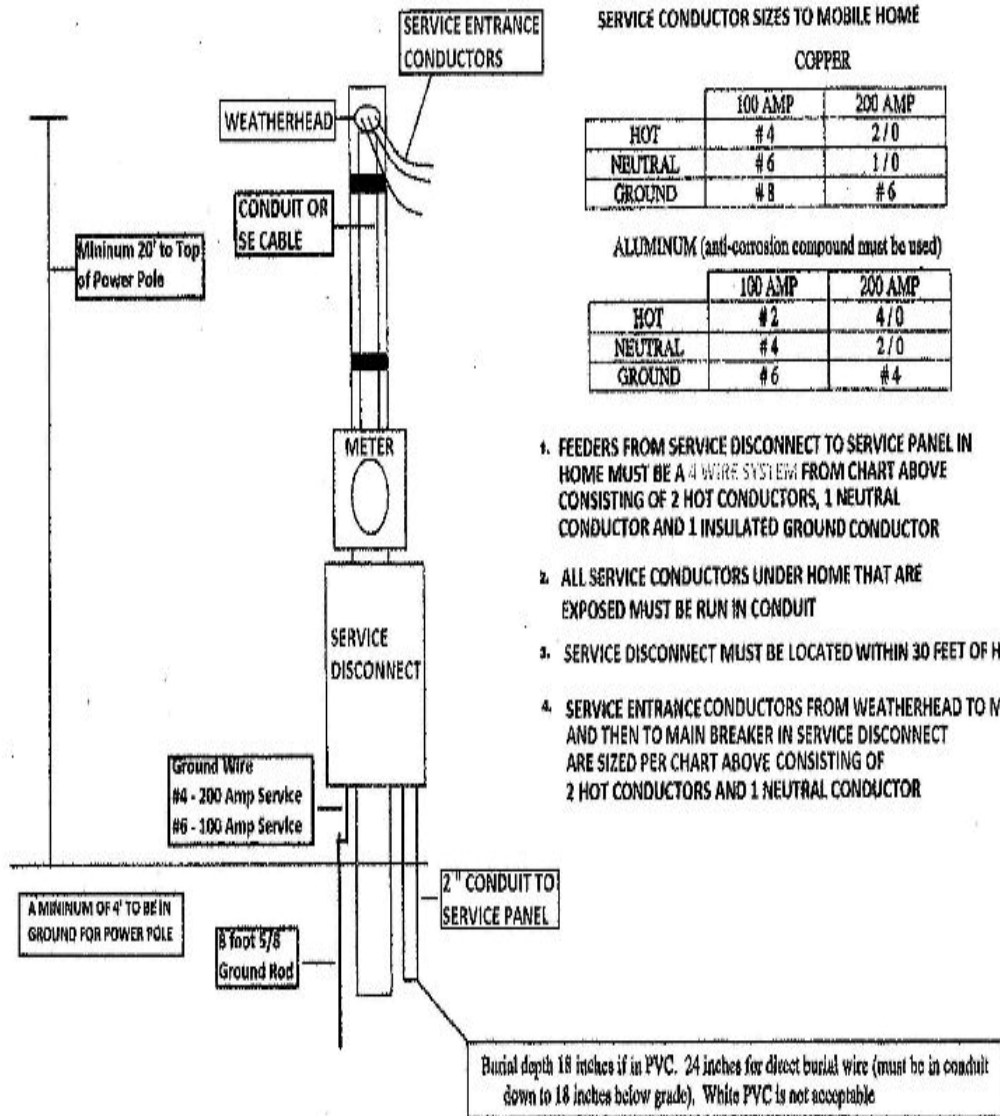 SERVICE CONDUCTOR SIZES TO MOBILE HOME
SERVICE ENTRANCE
CONDUCTORS
COPPER
100 AMP 200 AMP
HOT #4 2/0
NEUTRAL #6 1/0
GROUND #8 #6
WEATHERHEAD
CONDUIT OR
SE CABLE
Mininum 20' to Top
of Power Pole
ALUMINUM (anti-corrosion compound must be used)
100 AMP 200 AMP
HOT #2 4/0
NEUTRAL #4 2/0
GROUND #6 #4
METER
1. FEEDERS FROM SERVICE DISCONNECT TO SERVICE PANEL IN
HOME MUST BE A 4 WIRE SYSTEM FROM CHART ABOVE
CONSISTING OF 2 HOT CONDUCTORS, 1 NEUTRAL
CONDUCTOR AND 1 INSULATED GROUND CONDUCTOR
2. ALL SERVICE CONDUCTORS UNDER HOME THAT ARE
EXPOSED MUST BE RUN IN CONDUIT
SERVICE
DISCONNECT
3. SERVICE DISCONNECT MUST BE LOCATED WITHIN 30 FEET OF H
4. SERVICE ENTRANCE CONDUCTORS FROM WEATHERHEAD TO M
AND THEN TO MAIN BREAKER IN SERVICE DISCONNECT
ARE SIZED PER CHART ABOVE CONSISTING OF
2 HOT CONDUCTORS AND 1 NEUTRAL CONDUCTOR
Ground Wire
#4 - 200 Amp Service
#6 - 100 Amp Service
2 " CONDUIT TO
SERVICE PANEL
A MININUM OF 4' TO BE IN
GROUND FOR POWER POLE
8 foot 5/8
Ground Rod
Burial depth 18 inches if in PVC. 24 inches for direct burial wire (must be in conduit
down to 18 inches below grade). White PVC is not acceptable